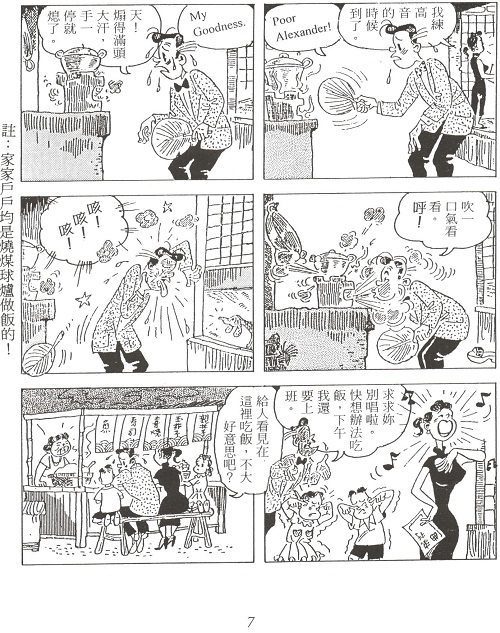 我練
高
音的
時候
到了。
Poor
Alexander!
My
Goodness.
天！
煽得滿頭
大汗，
手一
停就
熄了。
吹一
口氣看
看。
呼！
咳！
咳！
咳！
求求妳
別唱啦。
快想辦法吃
飯，下午
我還
要上
班。
給人看見在
這裡吃飯，不大
好意思吧？
註：家家戶戶均是燒煤球爐做飯的！
7